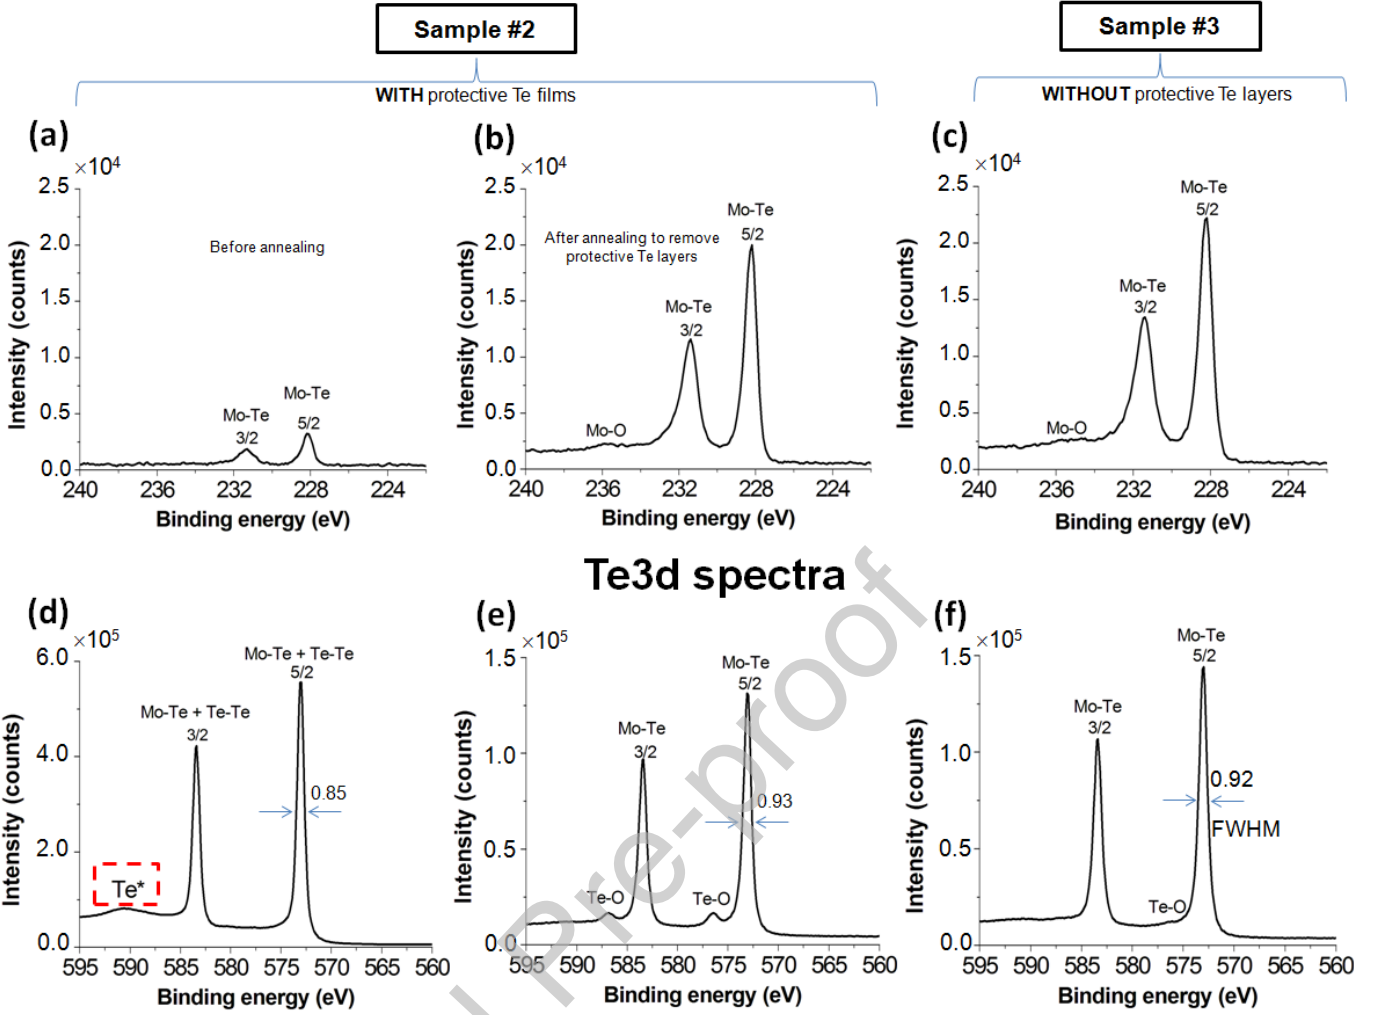 Sample #2
Sample #3
WITH protective Te films
WITHOUT protective Te layers
(a)
×10⁴
2.5
2.0
1.5
1.0
0.5
0.0
Intensity (counts)
Before annealing
Mo-Te
3/2
Mo-Te
5/2
240 236 232 228 224
Binding energy (eV)
(b)
×10⁴
2.5
2.0
1.5
1.0
0.5
0.0
Intensity (counts)
After annealing to remove
protective Te layers
Mo-O
Mo-Te
3/2
Mo-Te
5/2
240 236 232 228 224
Binding energy (eV)
(c)
×10⁴
2.5
2.0
1.5
1.0
0.5
0.0
Intensity (counts)
Mo-O
Mo-Te
3/2
Mo-Te
5/2
240 236 232 228 224
Binding energy (eV)
Te3d spectra
(d)
×10⁵
6.0
4.0
2.0
0.0
Intensity (counts)
Te*
Mo-Te + Te-Te
3/2
Mo-Te + Te-Te
5/2
0.85
595 590 585 580 575 570 565 560
Binding energy (eV)
(e)
×10⁵
1.5
1.0
0.5
0.0
Intensity (counts)
Te-O
Mo-Te
3/2
Te-O
Mo-Te
5/2
0.93
595 590 585 580 575 570 565 560
Binding energy (eV)
(f)
×10⁵
1.5
1.0
0.5
0.0
Intensity (counts)
Mo-Te
3/2
Te-O
Mo-Te
5/2
0.92
FWHM
595 590 585 580 575 570 565 560
Binding energy (eV)
Pre-proof